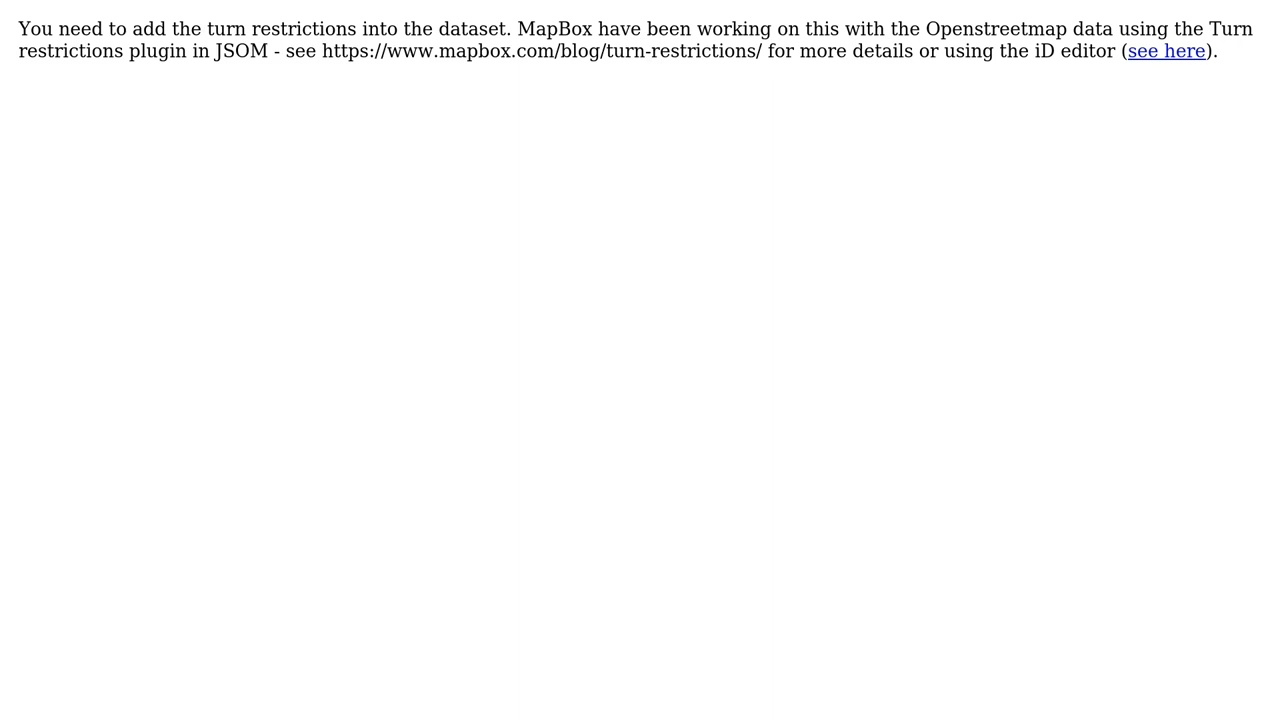 You need to add the turn restrictions into the dataset. MapBox have been working on this with the Openstreetmap data using the Turn
restrictions plugin in JSOM - see https://www.mapbox.com/blog/turn-restrictions/ for more details or using the iD editor (see here).